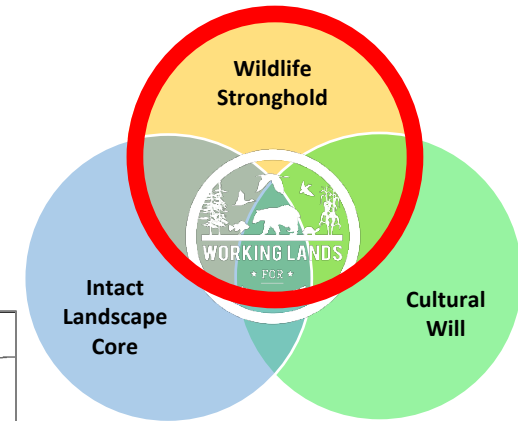 Wildlife
Stronghold
WORKING LANDS
FOR
Intact
Landscape
Core
Cultural
Will